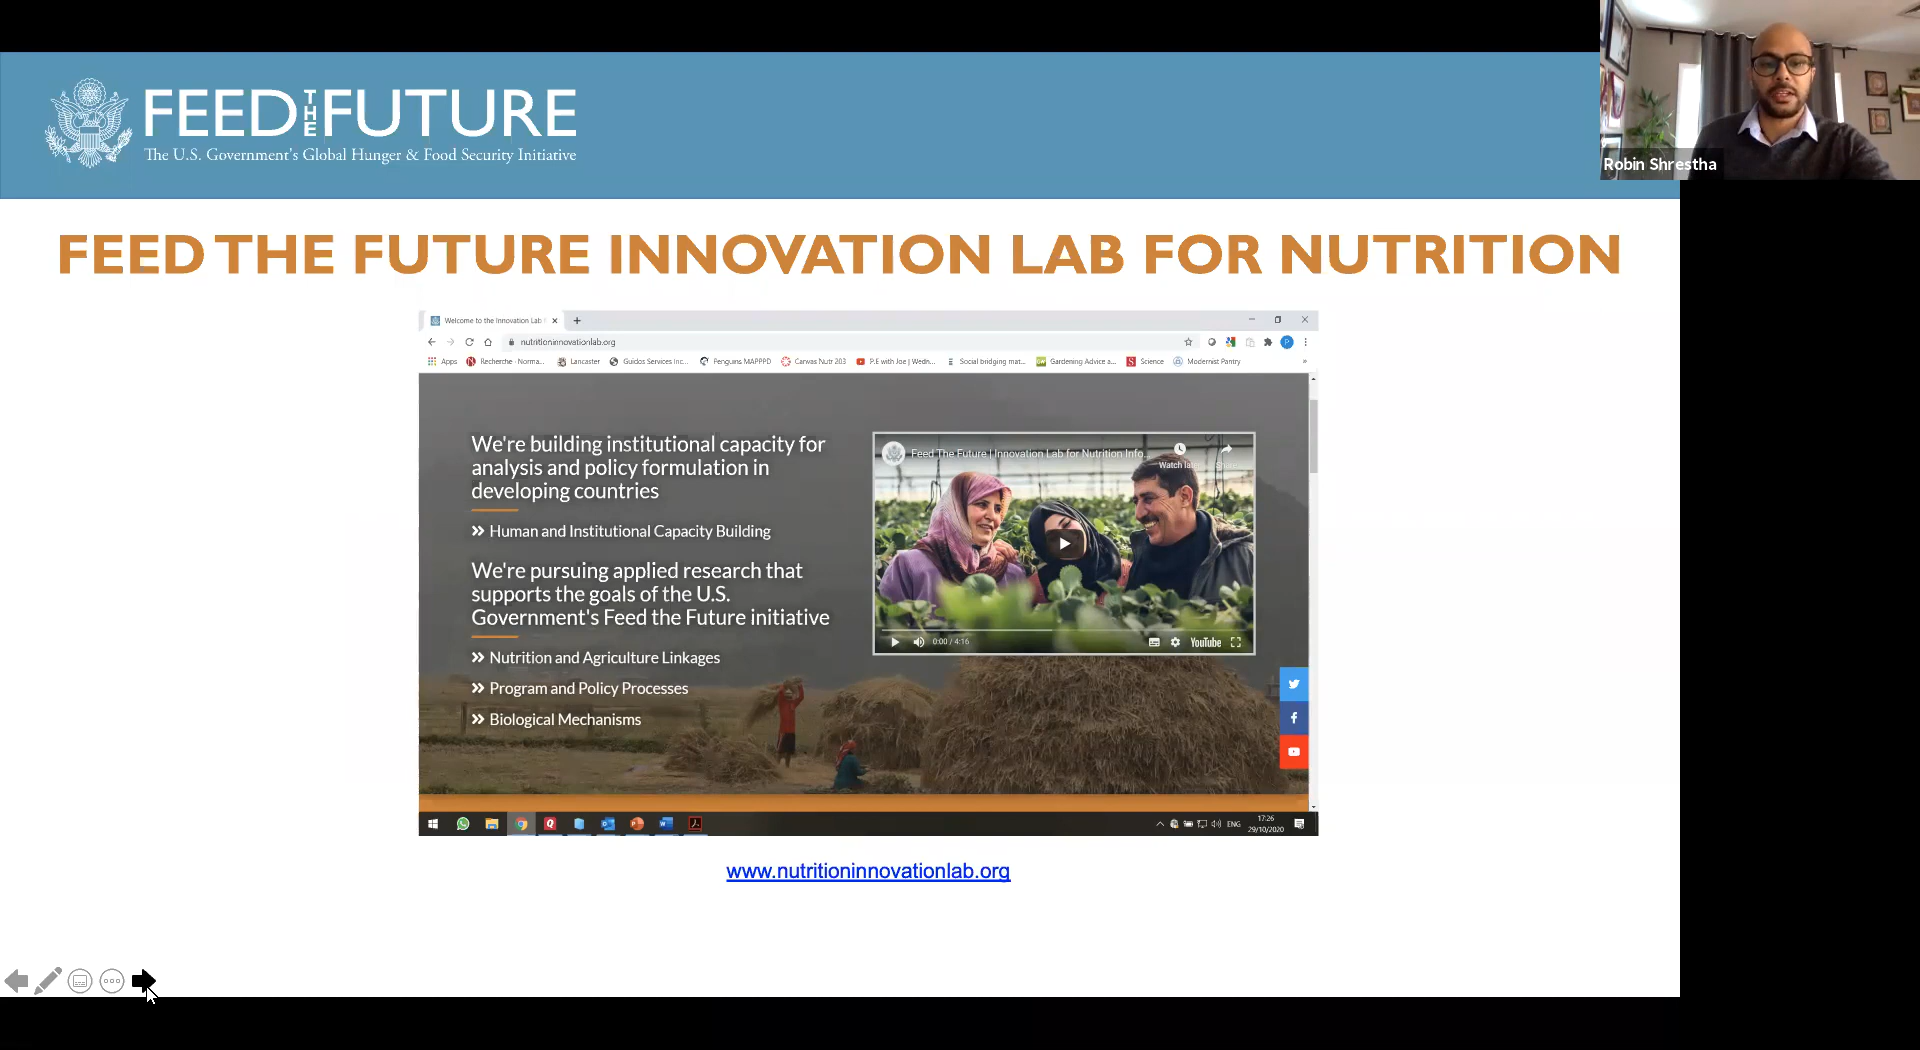 FEED THE FUTURE
The U.S. Government's Global Hunger & Food Security Initiative
Robin Shrestha
FEED THE FUTURE INNOVATION LAB FOR NUTRITION
Welcome to the Innovation Lab
nutritioninnovationlab.org
Apps Recherche - Norma... Lancaster Guidos Services Inc... Penguins MAPPPD Canvas Nutr 203 P.E with Joe | Wedn... Social bridging mat... Gardening Advice a... Science Modernist Pantry
We're building institutional capacity for
analysis and policy formulation in
developing countries
» Human and Institutional Capacity Building
We're pursuing applied research that
supports the goals of the U.S.
Government's Feed the Future initiative
» Nutrition and Agriculture Linkages
» Program and Policy Processes
» Biological Mechanisms
Feed The Future | Innovation Lab for Nutrition Info...
Watch later
Share
0:00 / 4:16
YouTube
ENG
17:26
29/10/2020
www.nutritioninnovationlab.org